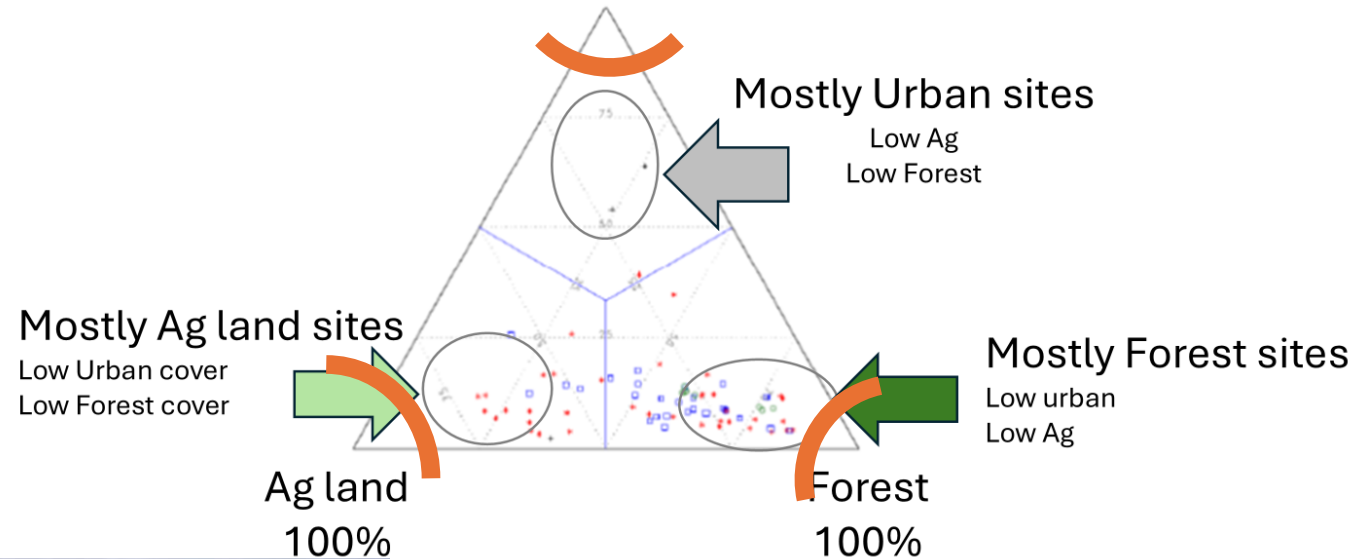 Mostly Urban sites
Low Ag
Low Forest
75
50
25
Mostly Ag land sites
Low Urban cover
Low Forest cover
Mostly Forest sites
Low urban
Low Ag
Ag land
100%
Forest
100%